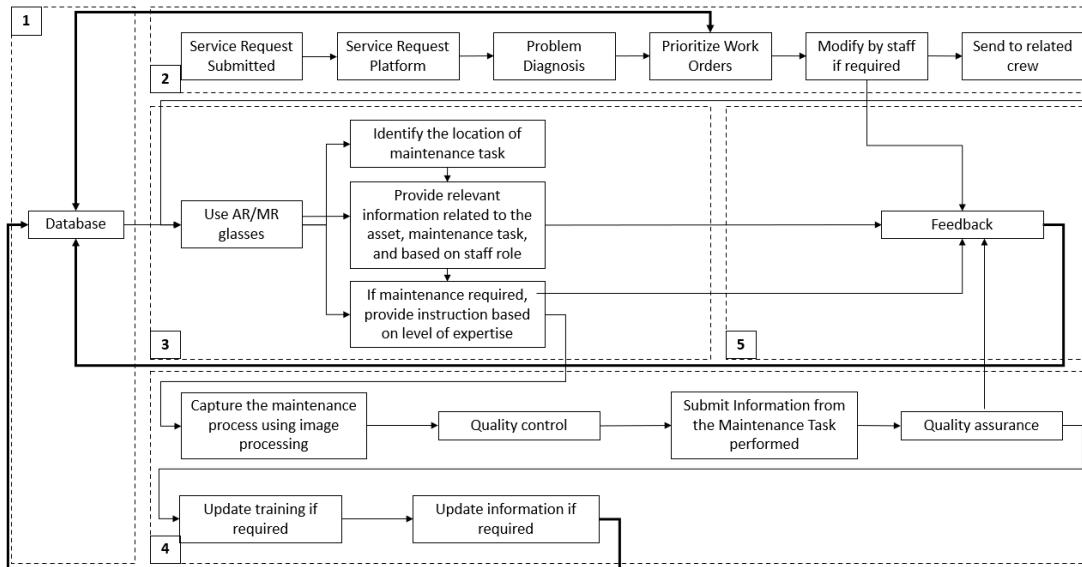 1
Service Request
Submitted
Service Request
Platform
Problem
Diagnosis
Prioritize Work
Orders
Modify by staff
if required
Send to related
crew
2
Identify the location of
maintenance task
Database
Use AR/MR
glasses
Provide relevant
information related to the
asset, maintenance task,
and based on staff role
Feedback
If maintenance required,
provide instruction based
on level of expertise
3
5
Capture the maintenance
process using image
processing
Quality control
Submit Information from
the Maintenance Task
performed
Quality assurance
Update training if
required
Update information if
required
4